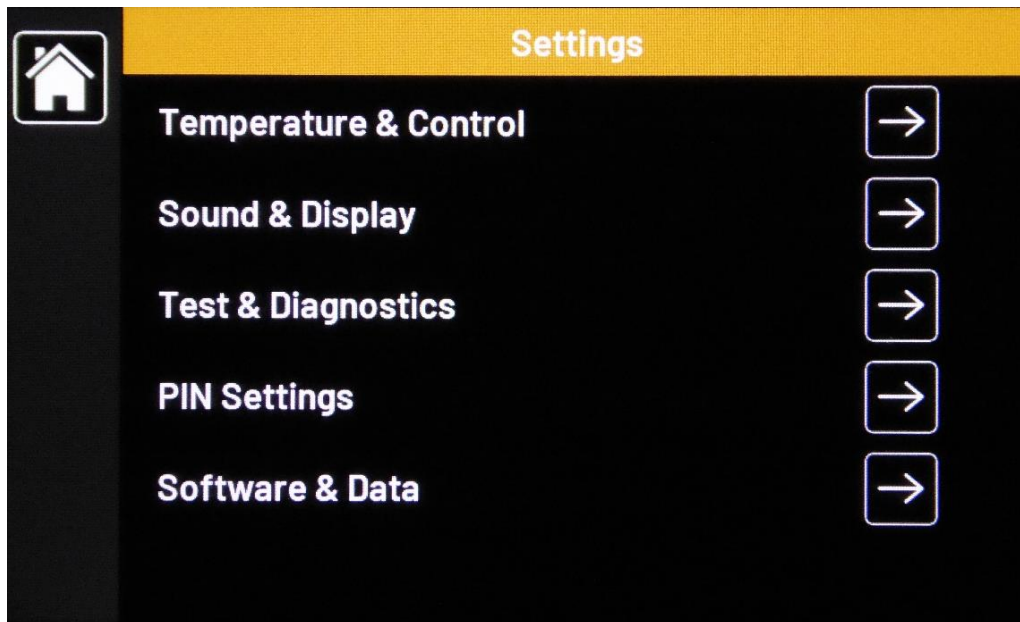 Settings
Temperature & Control
Sound & Display
Test & Diagnostics
PIN Settings
Software & Data